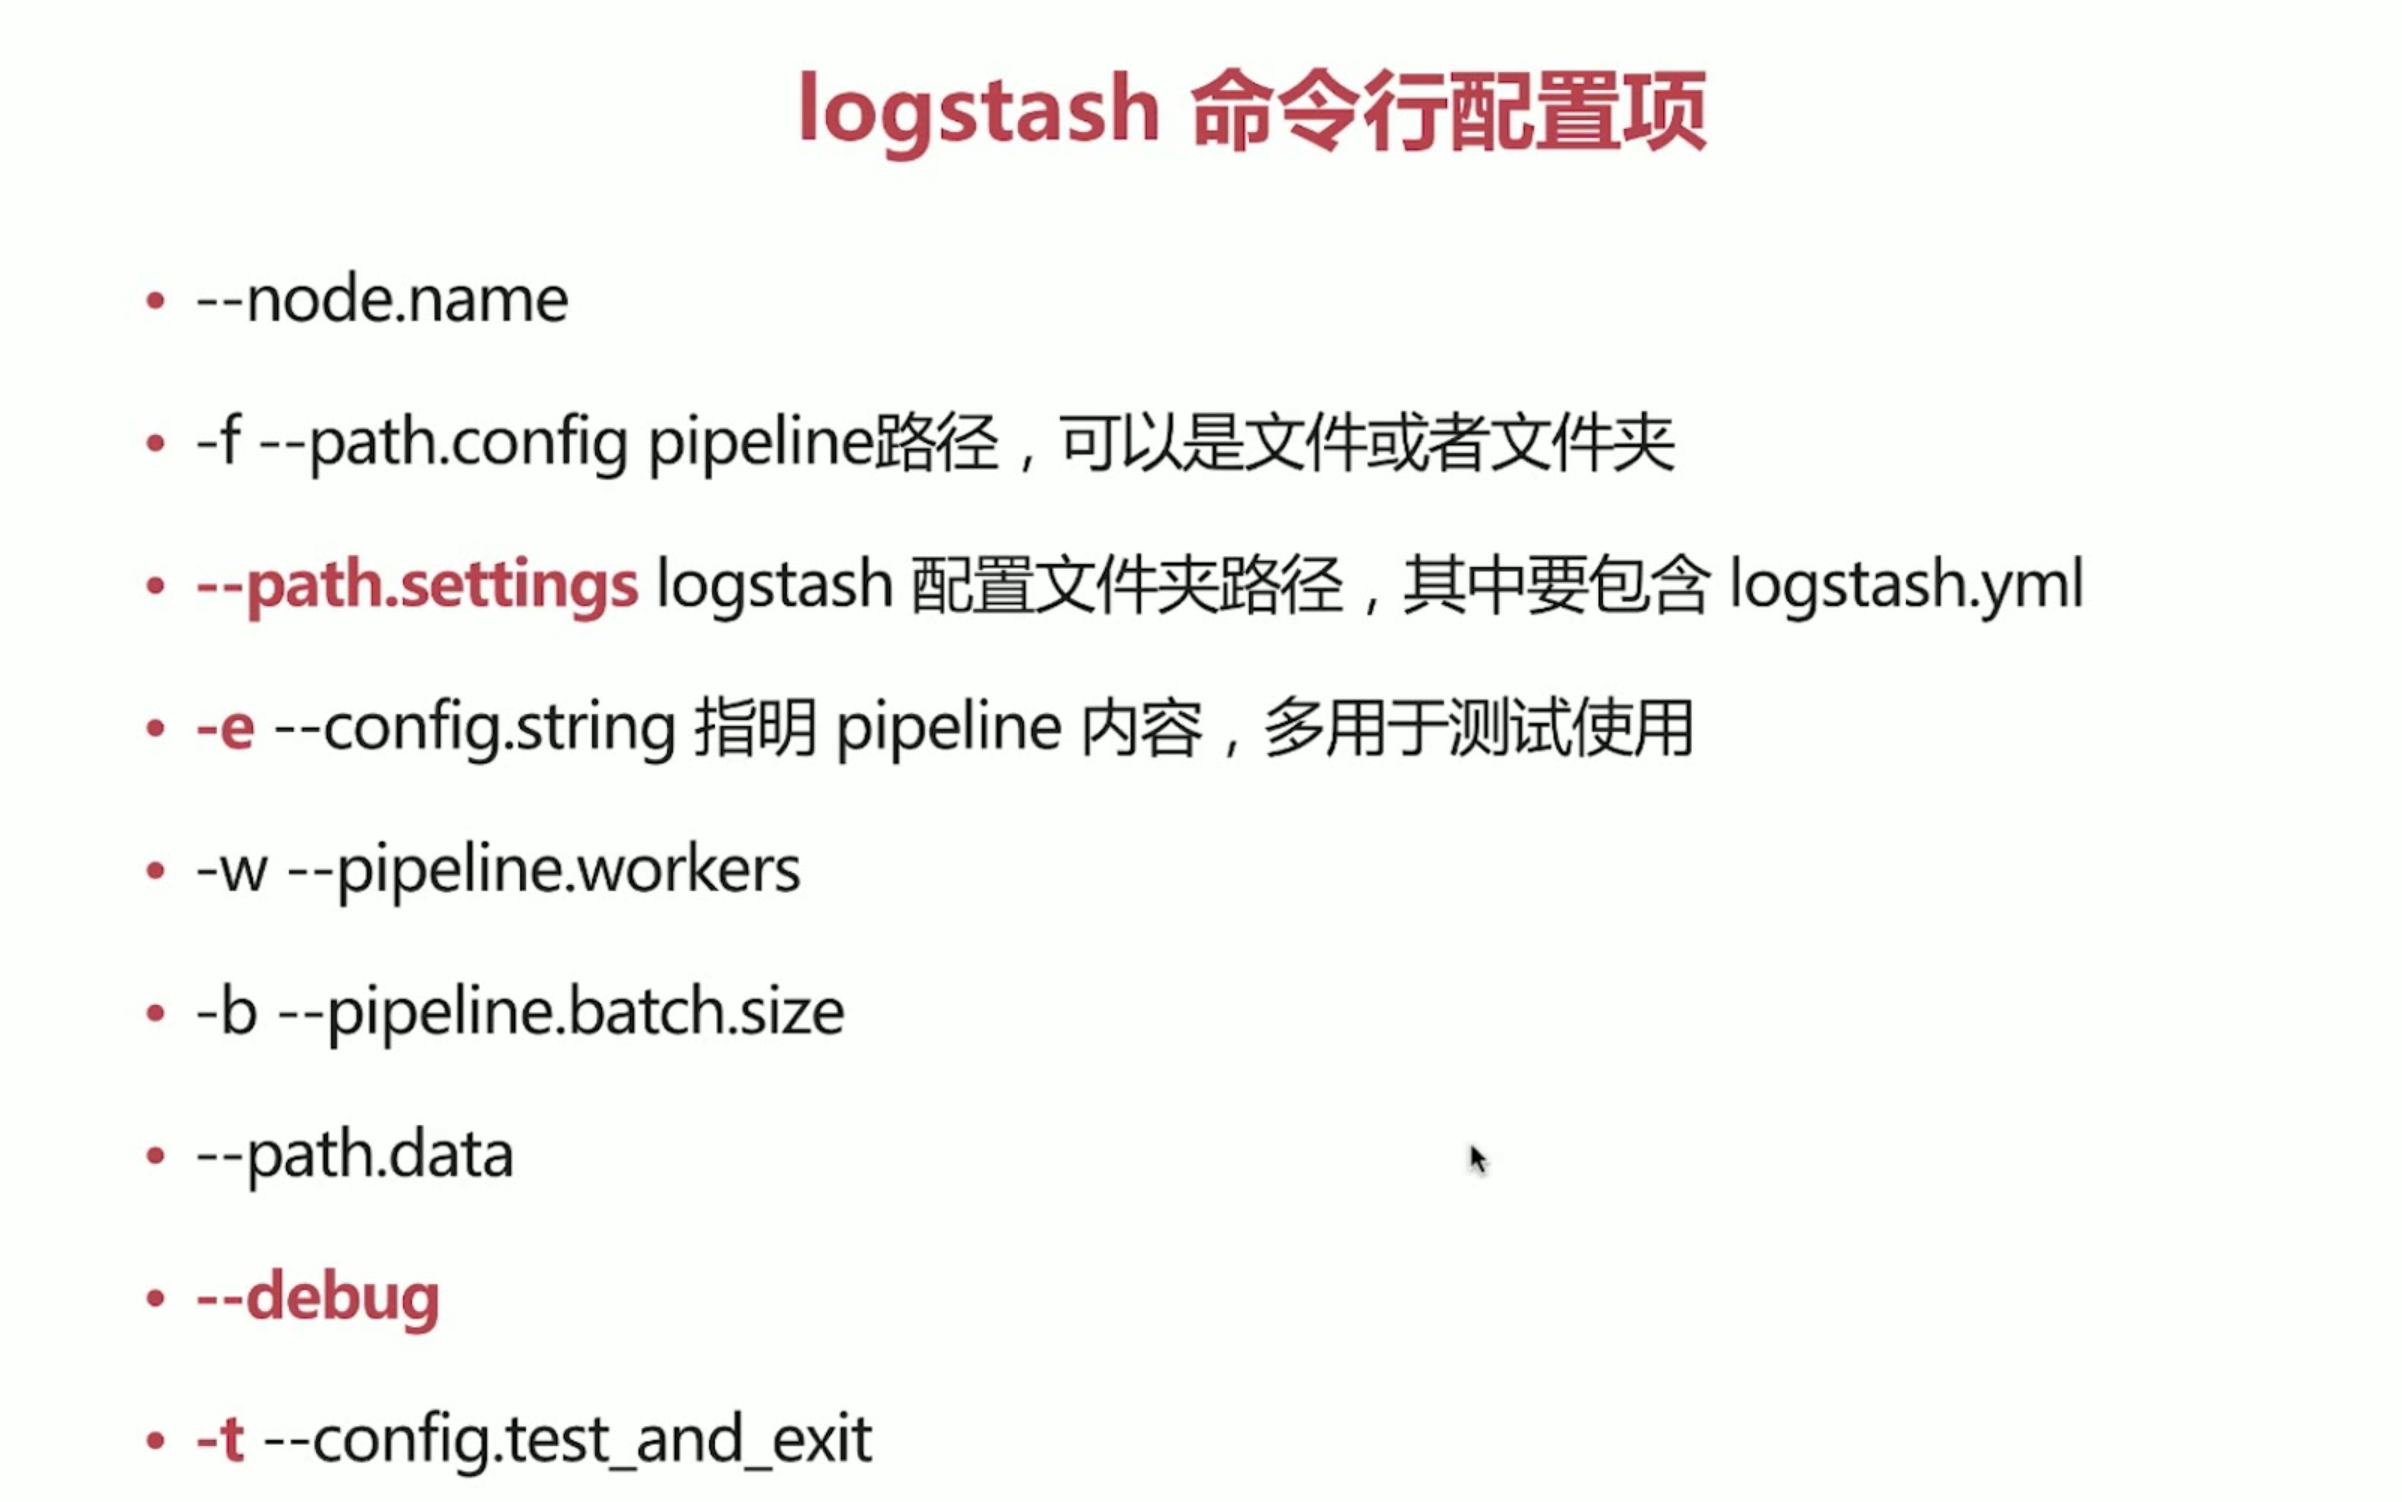 logstash 命令行配置项
• --node.name
• -f --path.config pipeline路径，可以是文件或者文件夹
• --path.settings logstash 配置文件夹路径，其中要包含 logstash.yml
• -e --config.string 指明 pipeline 内容，多用于测试使用
• -w --pipeline.workers
• -b --pipeline.batch.size
• --path.data
• --debug
• -t --config.test_and_exit